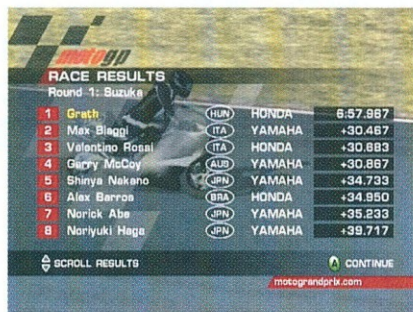 motogp
RACE RESULTS
Round 1: Suzuka
1 Grath HUN HONDA 6:57.967
2 Max Biaggi ITA YAMAHA +30.467
3 Valentino Rossi ITA HONDA +30.683
4 Garry McCoy AUS YAMAHA +30.867
5 Shinya Nakano JPN YAMAHA +34.733
6 Alex Barros BRA HONDA +34.950
7 Norick Abe JPN YAMAHA +35.233
8 Noriyuki Haga JPN YAMAHA +39.717
SCROLL RESULTS A CONTINUE
motograndprix.com